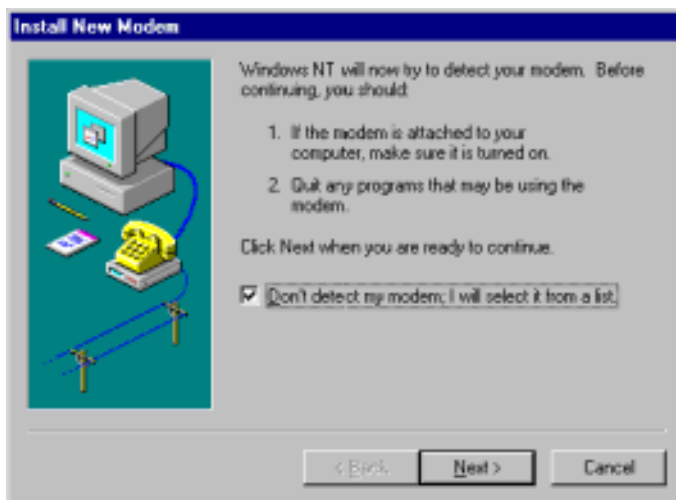 Install New Modem
Windows NT will now try to detect your modem. Before
continuing, you should:
1. If the modem is attached to your
computer, make sure it is turned on.
2. Quit any programs that may be using the
modem.
Click Next when you are ready to continue.
Don't detect my modem; I will select it from a list.
< Back
Next >
Cancel